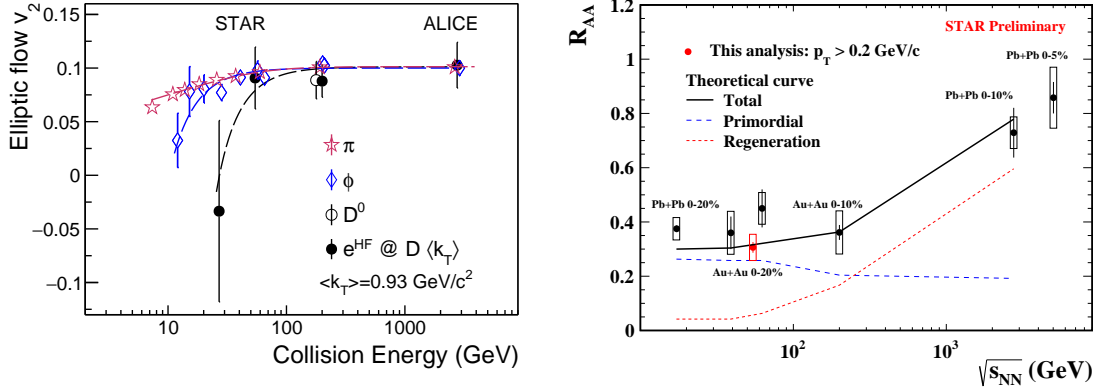 Elliptic flow v2
STAR
ALICE
0.1
0.05
0
−0.05
−0.1
π
ϕ
D0
eHF @ D ⟨kT⟩
<kT>=0.93 GeV/c2
10
100
1000
Collision Energy (GeV)
RAA
STAR Preliminary
1.2
1
0.8
0.6
0.4
0.2
0
This analysis: pT > 0.2 GeV/c
Theoretical curve
Total
Primordial
Regeneration
Pb+Pb 0-5%
Pb+Pb 0-10%
Pb+Pb 0-20%
Au+Au 0-10%
Au+Au 0-20%
10²
10³
√sNN (GeV)